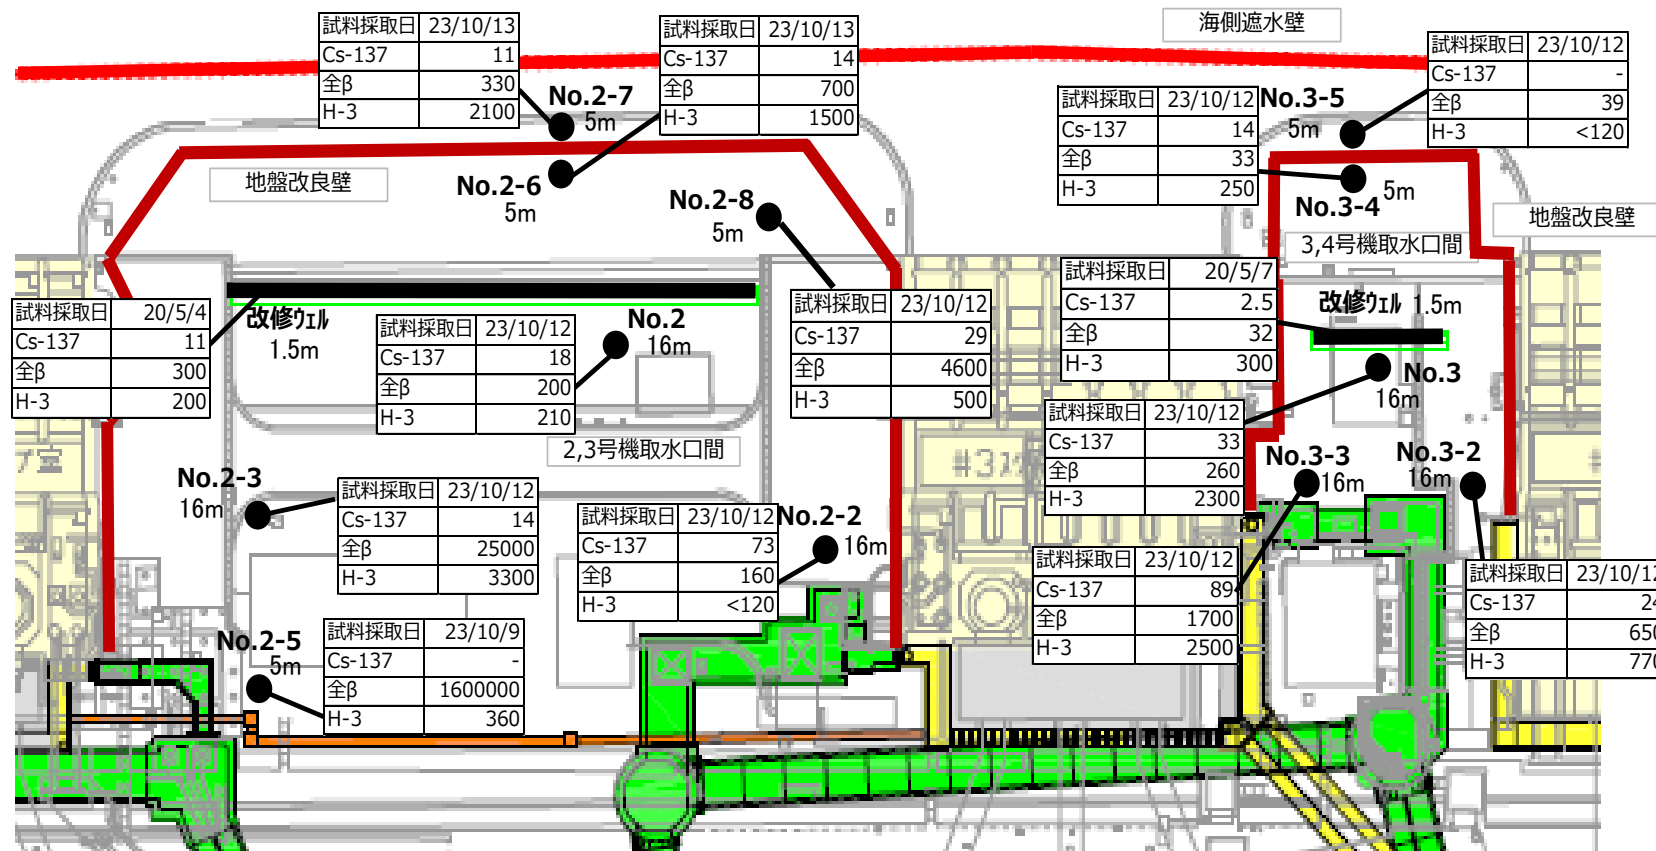 海側遮水壁
試料採取日 23/10/13
Cs-137 11
全β 330
H-3 2100
No.2-7
5m
試料採取日 23/10/13
Cs-137 14
全β 700
H-3 1500
No.2-6
5m
地盤改良壁
試料採取日 23/10/12
Cs-137 -
全β 39
H-3 <120
No.3-5
5m
試料採取日 23/10/12
Cs-137 14
全β 33
H-3 250
No.3-4
5m
地盤改良壁
3,4号機取水口間
No.2-8
5m
試料採取日 23/10/12
Cs-137 29
全β 4600
H-3 500
試料採取日 20/5/4
Cs-137 11
全β 300
H-3 200
改修ウェル
1.5m
試料採取日 23/10/12
Cs-137 18
全β 200
H-3 210
No.2
16m
2,3号機取水口間
試料採取日 20/5/7
Cs-137 2.5
全β 32
H-3 300
改修ウェル 1.5m
試料採取日 23/10/12
Cs-137 33
全β 260
H-3 2300
No.3
16m
No.2-3
16m
試料採取日 23/10/12
Cs-137 14
全β 25000
H-3 3300
試料採取日 23/10/12
Cs-137 73
全β 160
H-3 <120
No.2-2
16m
No.3-3
16m
試料採取日 23/10/12
Cs-137 89
全β 1700
H-3 2500
No.3-2
16m
試料採取日 23/10/12
Cs-137 24
全β 650
H-3 770
No.2-5
5m
試料採取日 23/10/9
Cs-137 -
全β 1600000
H-3 360